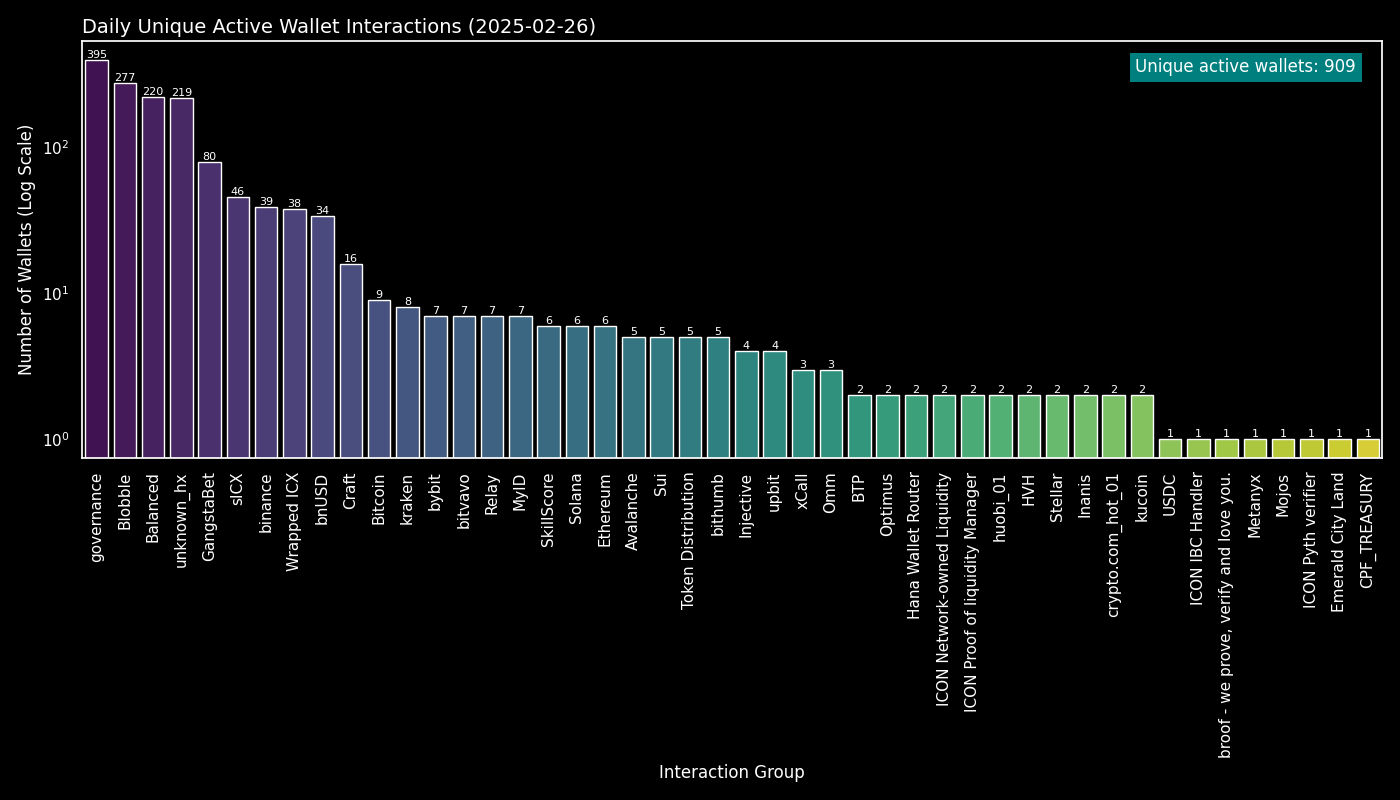 Daily Unique Active Wallet Interactions (2025-02-26)
Unique active wallets: 909
Number of Wallets (Log Scale)
10²
10¹
10⁰
395
277
220
219
80
46
39
38
34
16
9
8
7
7
7
7
6
6
6
5
5
5
5
4
4
3
3
2
2
2
2
2
2
2
2
2
2
2
1
1
1
1
1
1
1
1
governance
Blobble
Balanced
unknown_hx
GangstaBet
sICX
binance
Wrapped ICX
bnUSD
Craft
Bitcoin
kraken
bybit
bitvavo
Relay
MyID
SkillScore
Solana
Ethereum
Avalanche
Sui
Token Distribution
bithumb
Injective
upbit
xCall
Omm
BTP
Optimus
Hana Wallet Router
ICON Network-owned Liquidity
ICON Proof of liquidity Manager
huobi_01
HVH
Stellar
Inanis
crypto.com_hot_01
kucoin
USDC
ICON IBC Handler
broof - we prove, verify and love you.
Metanyx
Mojos
ICON Pyth verifier
Emerald City Land
CPF_TREASURY
Interaction Group